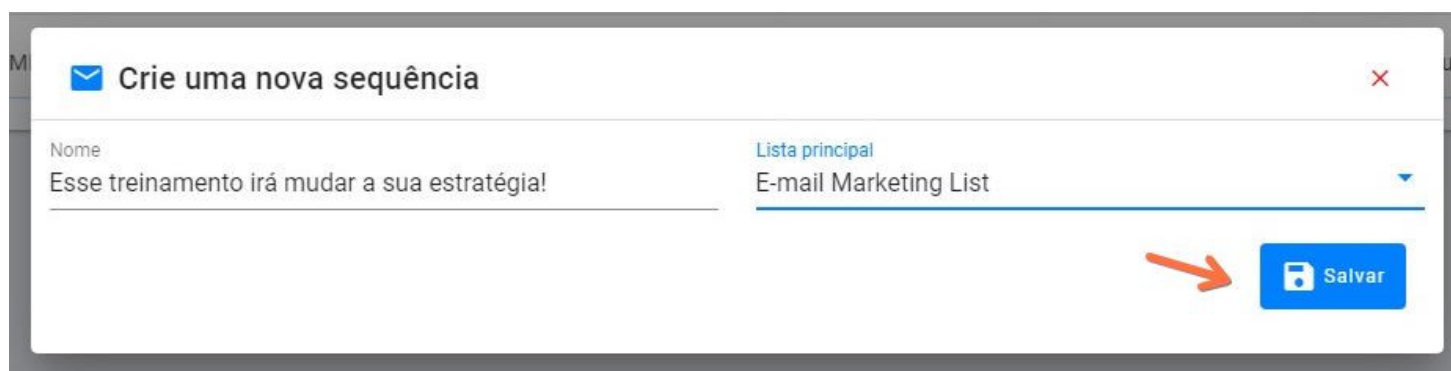 Crie uma nova sequência
Nome
Lista principal
Esse treinamento irá mudar a sua estratégia!
E-mail Marketing List
Salvar